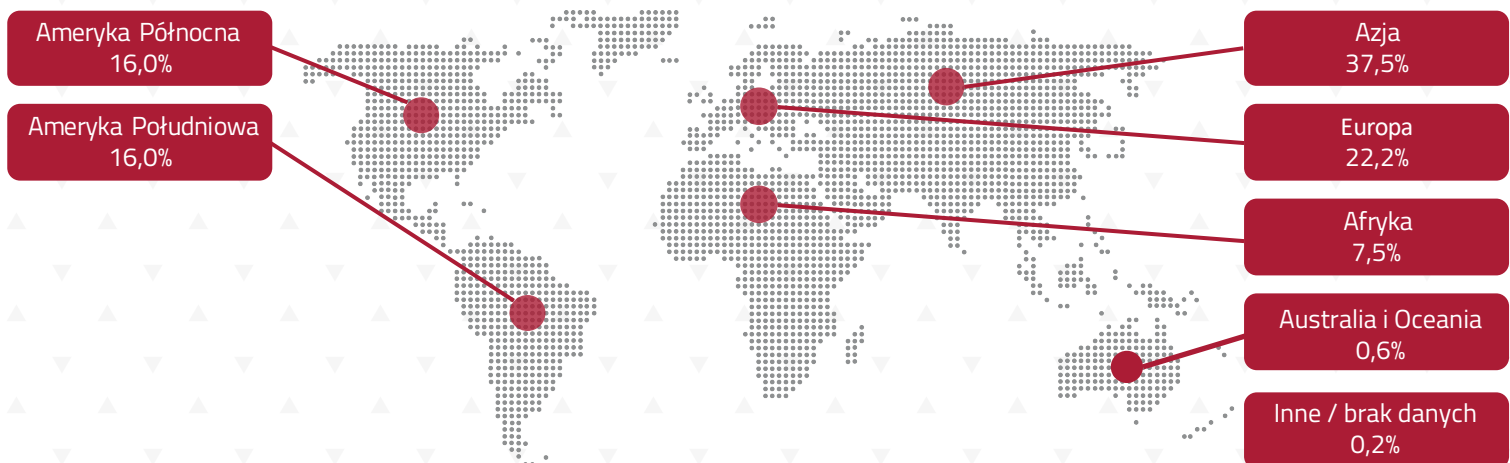 Ameryka Północna
16,0%
Ameryka Południowa
16,0%
Azja
37,5%
Europa
22,2%
Afryka
7,5%
Australia i Oceania
0,6%
Inne / brak danych
0,2%